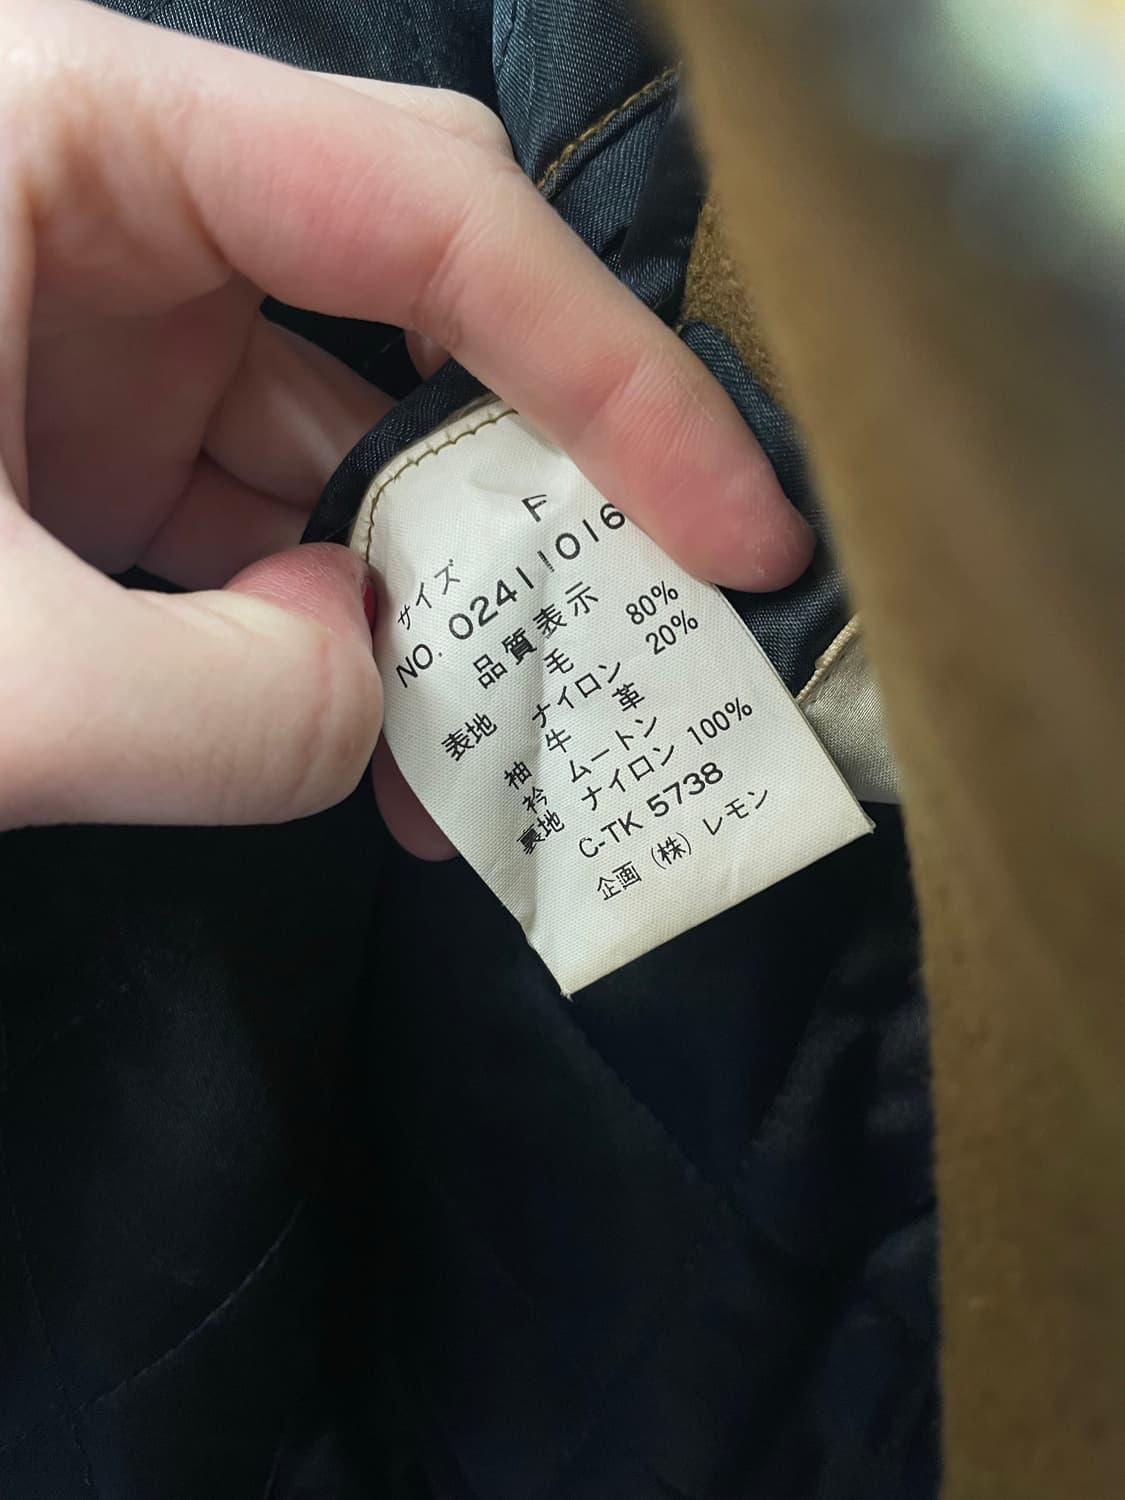 サイズ F
NO. 02411016
品質表示
表地 毛 80%
ナイロン 20%
袖 牛革
衿 ムートン
裏地 ナイロン 100%
C-TK 5738
企画 (株) レモン